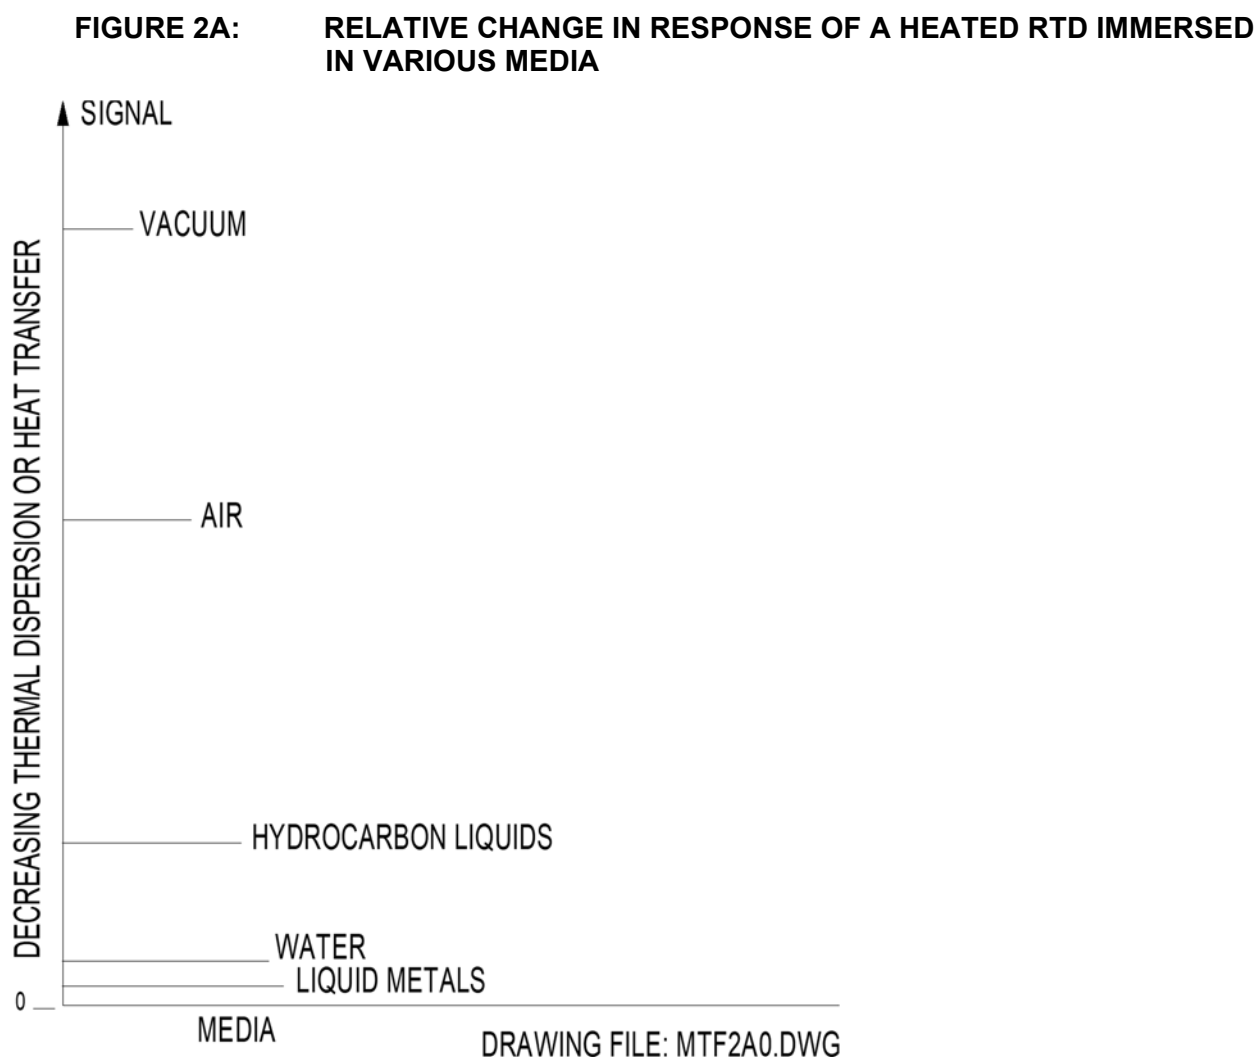 FIGURE 2A: RELATIVE CHANGE IN RESPONSE OF A HEATED RTD IMMERSED
IN VARIOUS MEDIA
SIGNAL
VACUUM
DECREASING THERMAL DISPERSION OR HEAT TRANSFER
AIR
HYDROCARBON LIQUIDS
WATER
LIQUID METALS
0
MEDIA
DRAWING FILE: MTF2A0.DWG